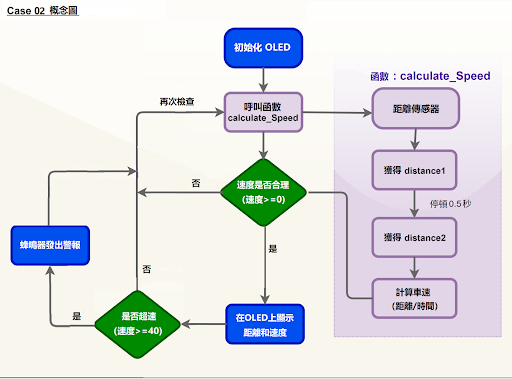 Case 02 概念圖
初始化 OLED
函數：calculate_Speed
再次檢查
呼叫函數
calculate_Speed
距離傳感器
獲得 distance1
否
速度是否合理
(速度>=0)
停頓 0.5 秒
蜂鳴器發出警報
獲得 distance2
是
否
計算車速
(距離/時間)
是
是否超速
(速度>=40)
在OLED上顯示
距離和速度